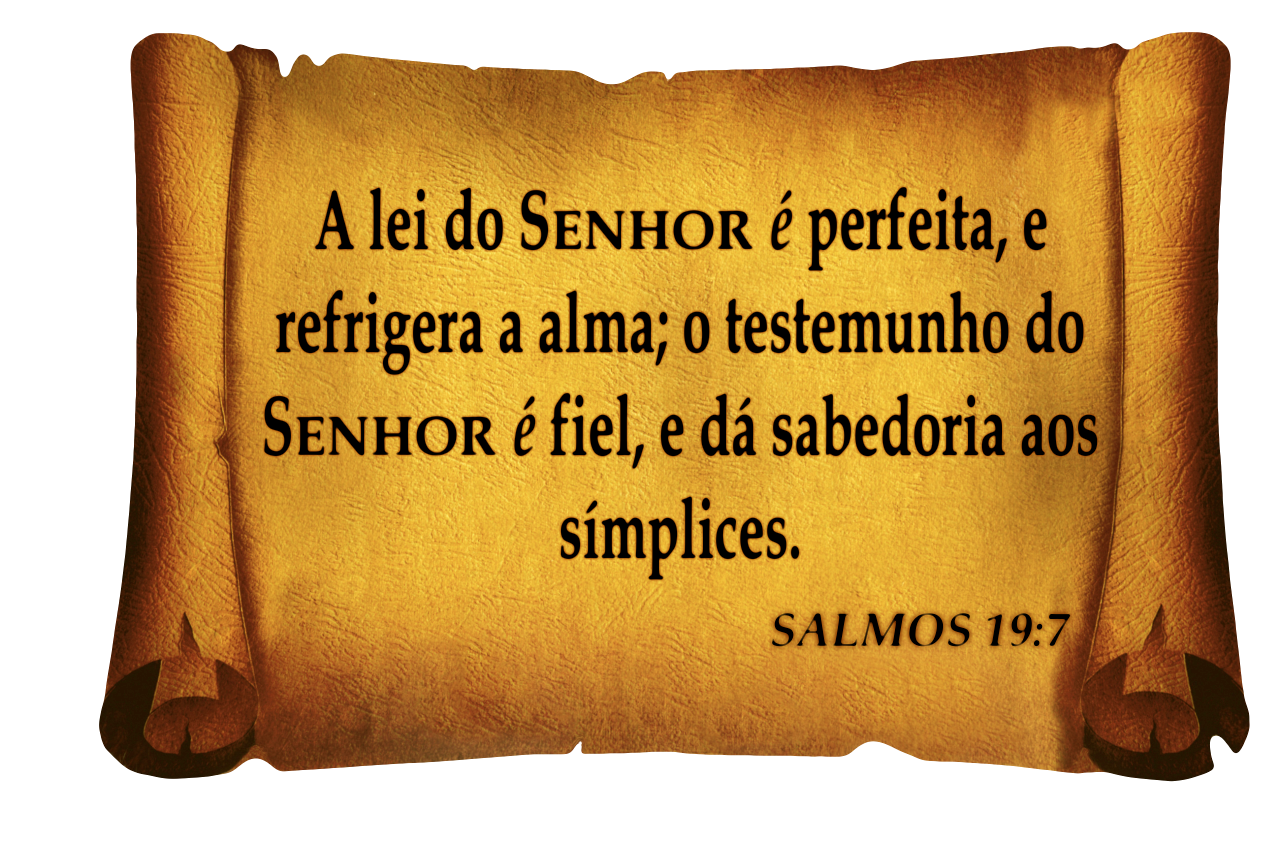 A lei do SENHOR é perfeita, e
refrigera a alma; o testemunho do
SENHOR é fiel, e dá sabedoria aos
símplices.
SALMOS 19:7